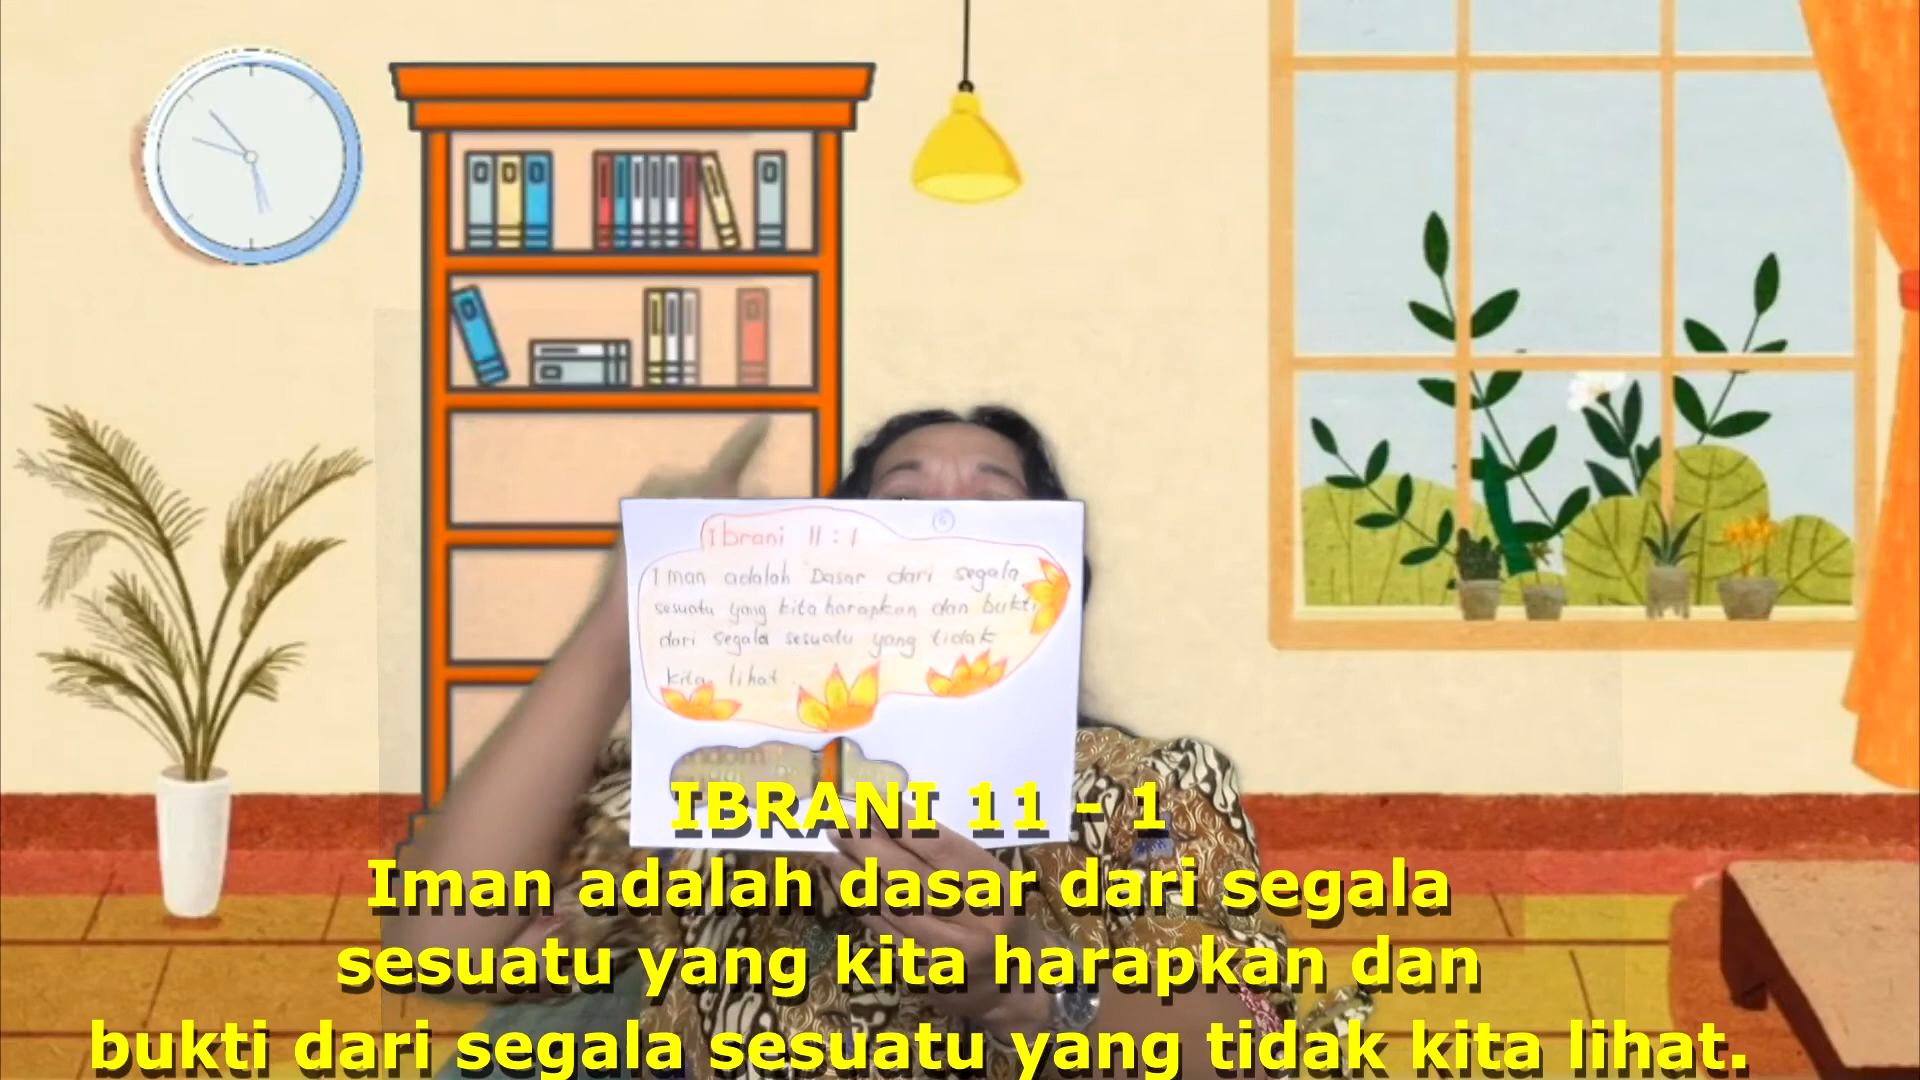 Ibrani 11:1
6
Iman adalah Dasar dari segala
sesuatu yang kita harapkan dan bukti
dari segala sesuatu yang tidak
kita lihat.
IBRANI 11 - 1
Iman adalah dasar dari segala
sesuatu yang kita harapkan dan
bukti dari segala sesuatu yang tidak kita lihat.